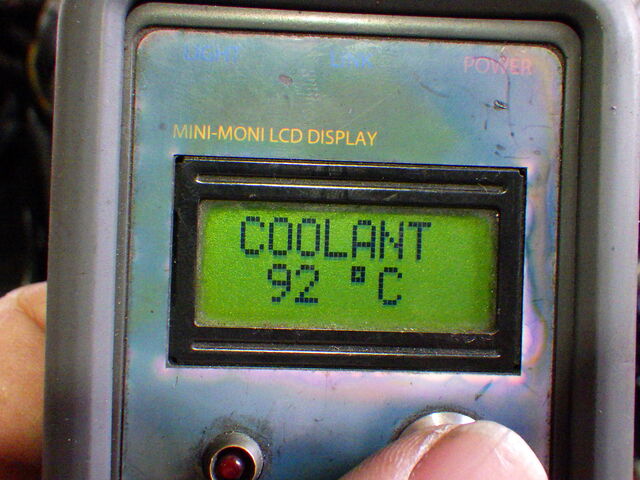 LIGHT LINK POWER
MINI-MONI LCD DISPLAY
COOLANT
92 °C